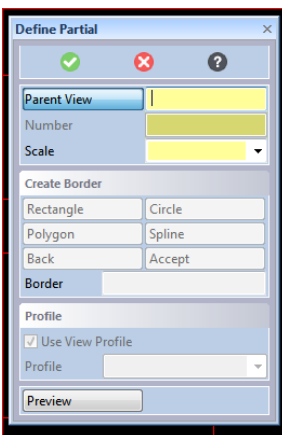 Define Partial
Parent View
Number
Scale
Create Border
Rectangle Circle
Polygon Spline
Back Accept
Border
Profile
Use View Profile
Profile
Preview